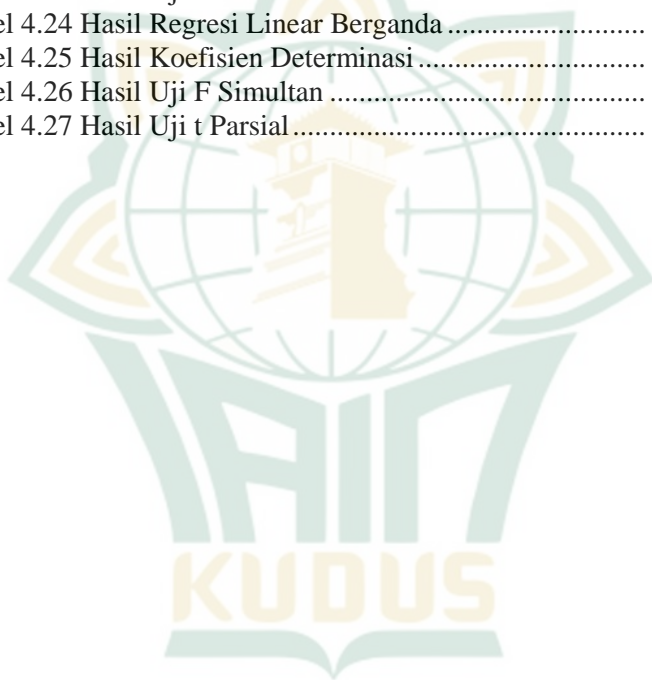 el 4.24 Hasil Regresi Linear Berganda ..........................
el 4.25 Hasil Koefisien Determinasi ..............................
el 4.26 Hasil Uji F Simultan ..........................................
el 4.27 Hasil Uji t Parsial ...............................................
IAIN
KUDUS